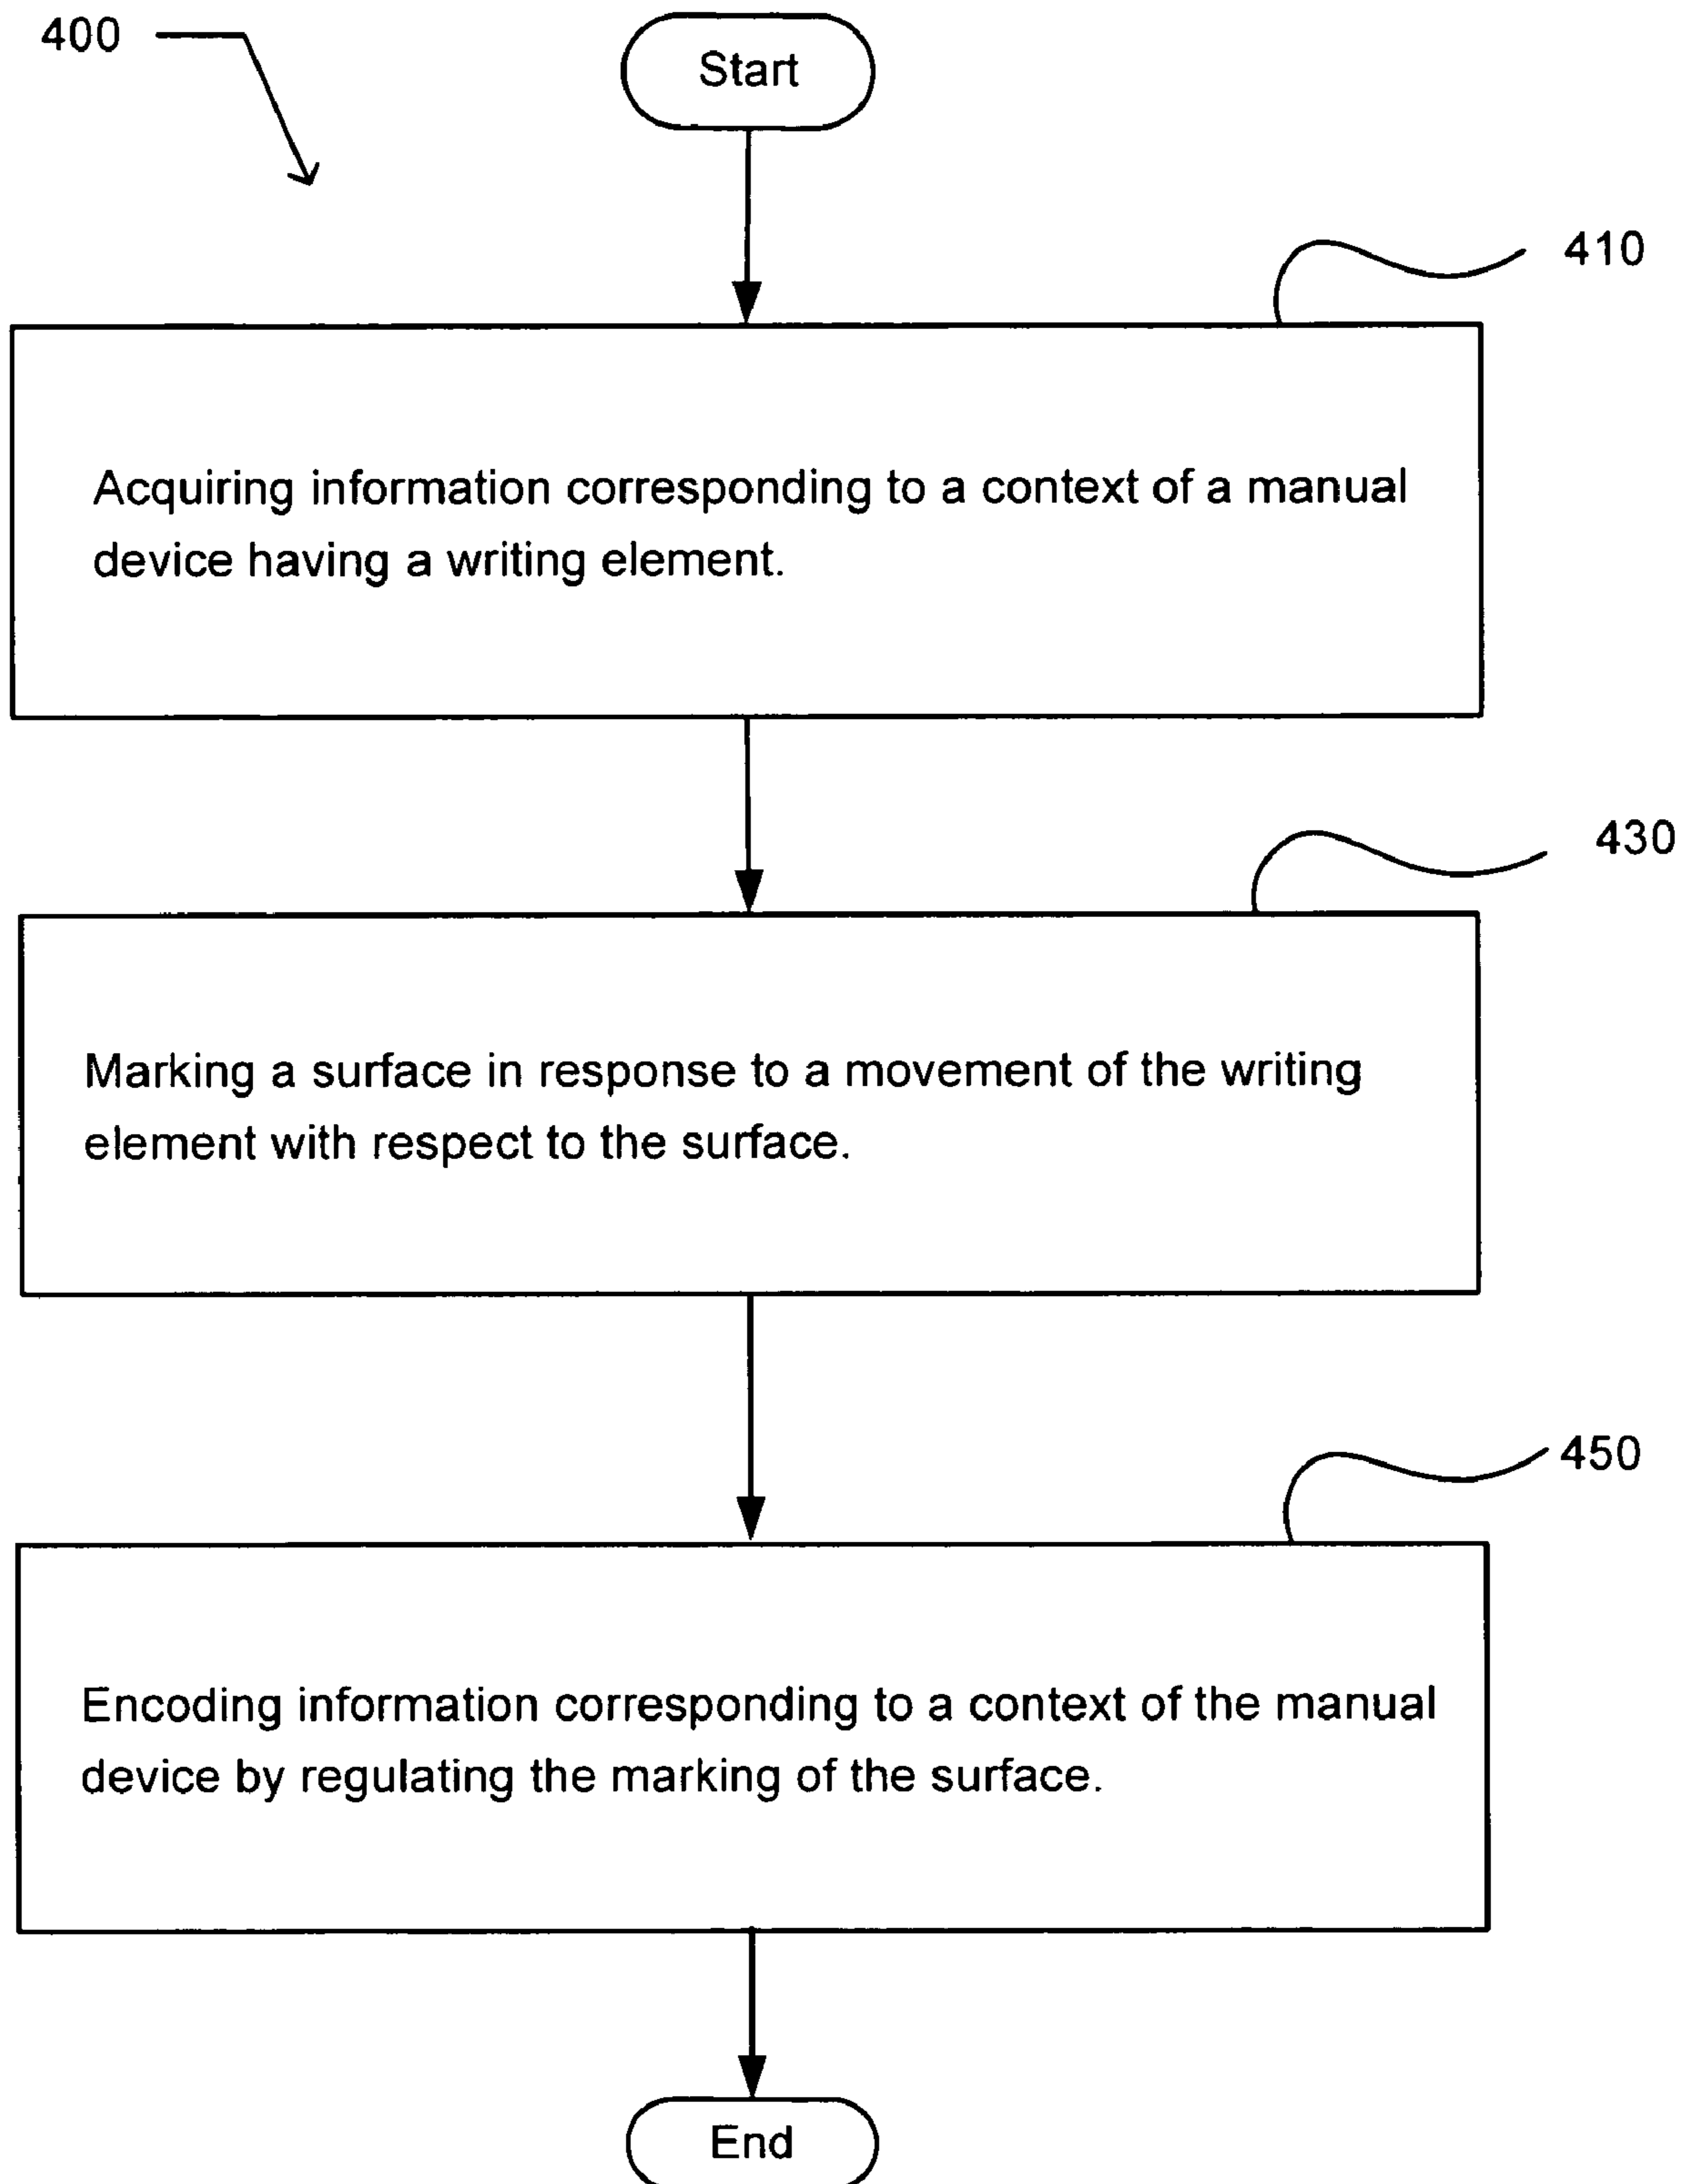 400
Start
410
Acquiring information corresponding to a context of a manual
device having a writing element.
430
Marking a surface in response to a movement of the writing
element with respect to the surface.
450
Encoding information corresponding to a context of the manual
device by regulating the marking of the surface.
End